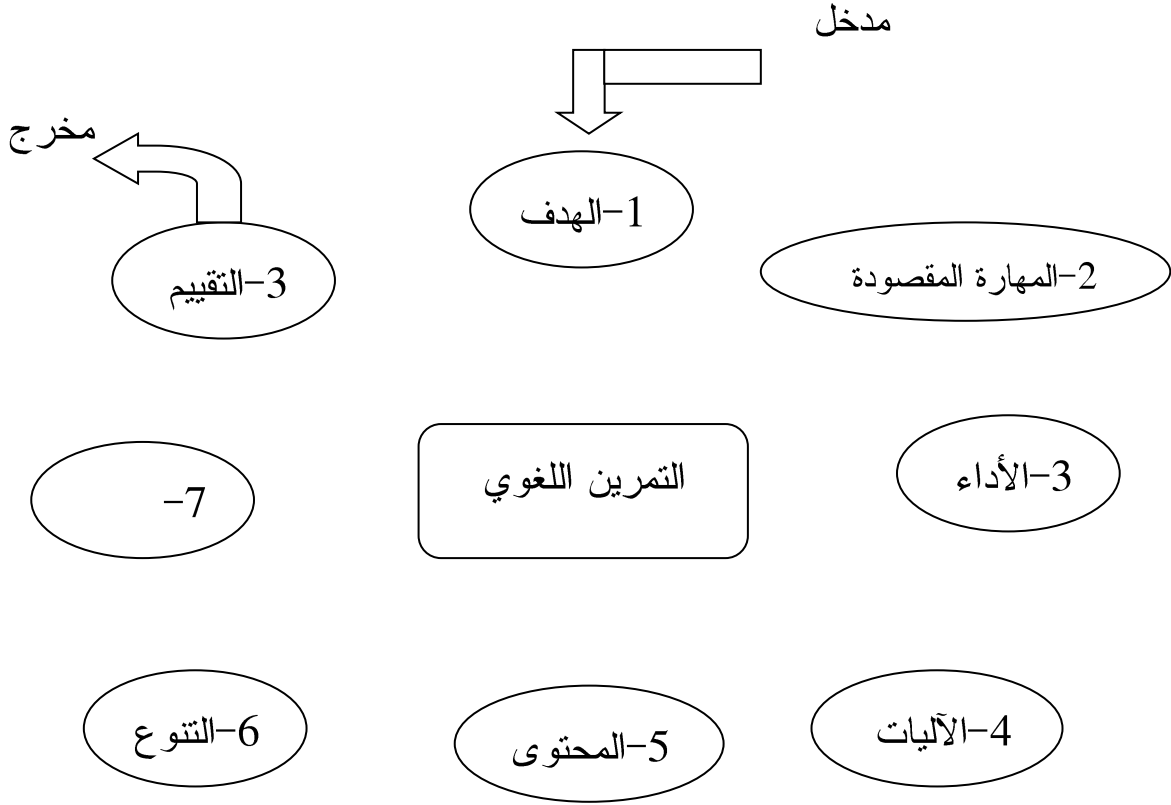 مدخل
مخرج
1-الهدف
2-المهارة المقصودة
3-التقييم
3-الأداء
التمرين اللغوي
7-
4-الآليات
5-المحتوى
6-التنوع